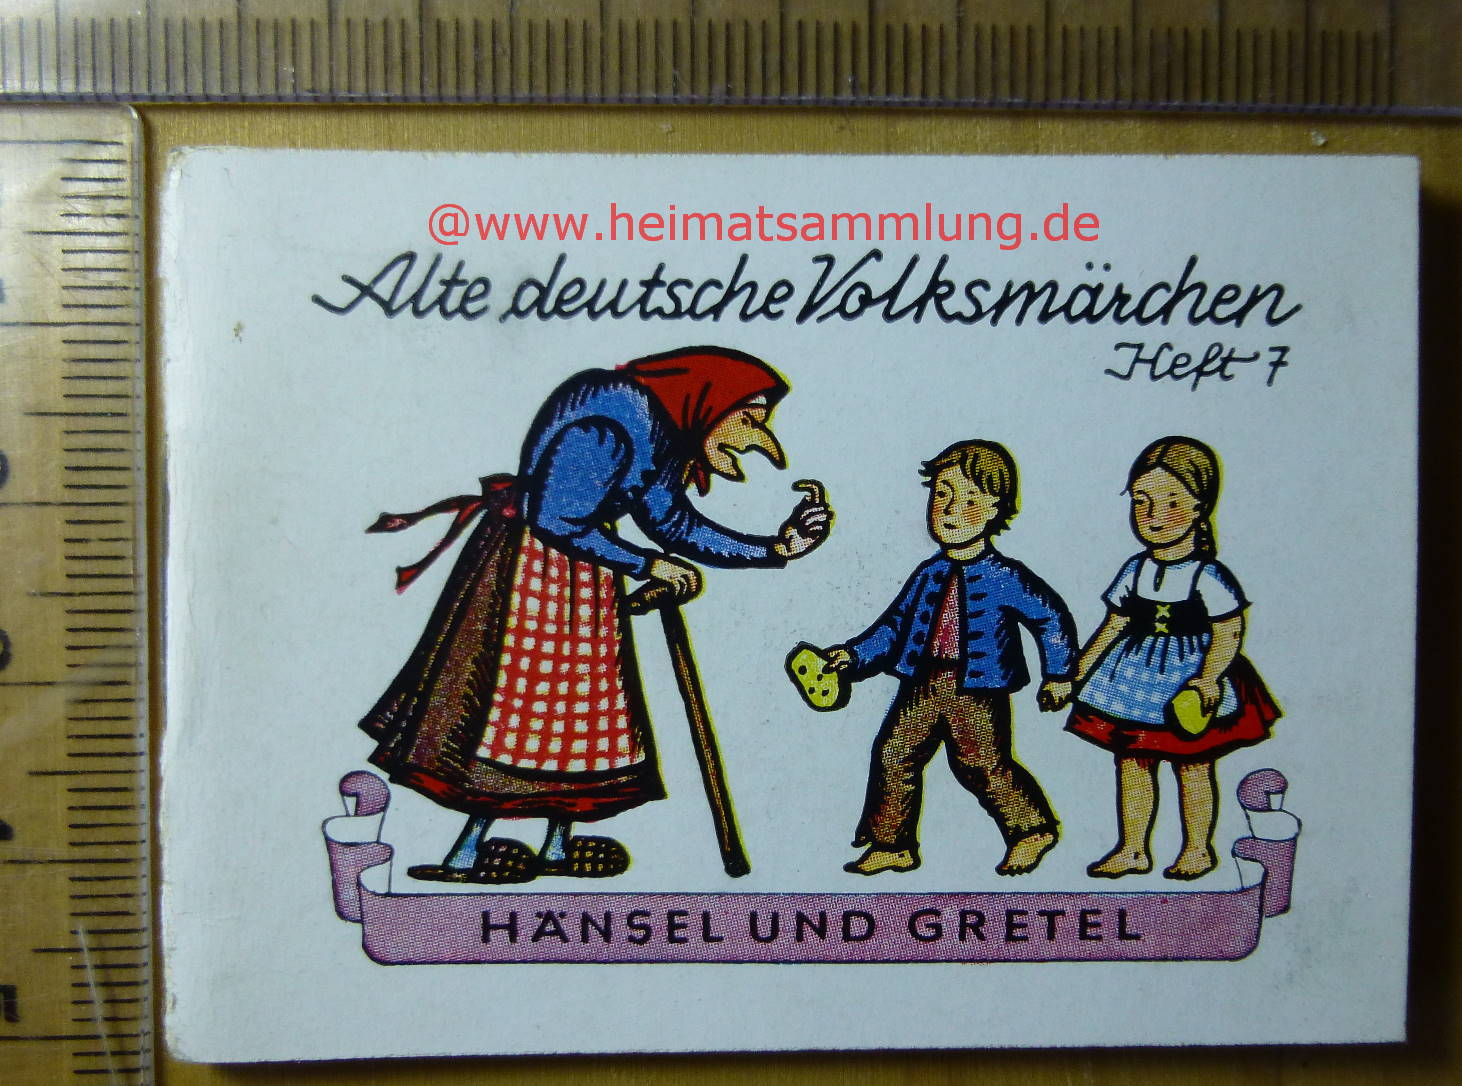 @www.heimatsammlung.de
Alte deutsche Volksmärchen
Heft 7
HÄNSEL UND GRETEL